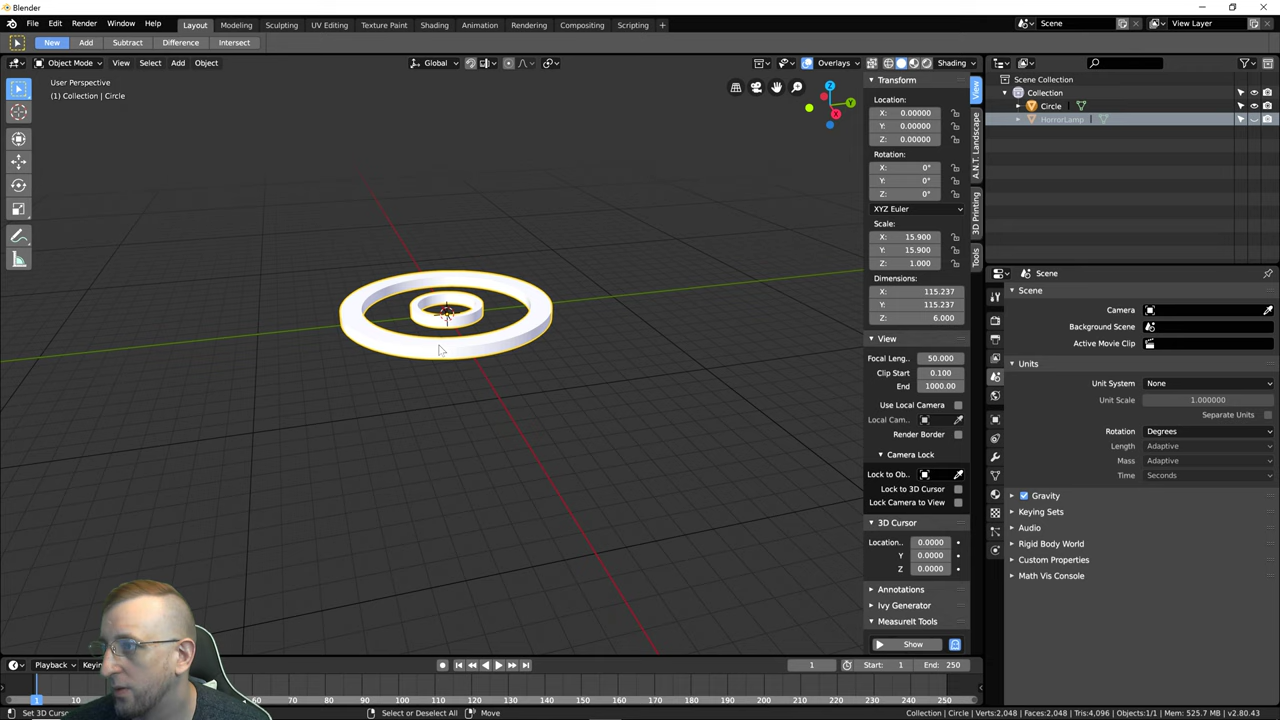 Blender
File Edit Render Window Help
Layout Modeling Sculpting UV Editing Texture Paint Shading Animation Rendering Compositing Scripting +
Scene View Layer
New Add Subtract Difference Intersect
Object Mode View Select Add Object
Global
Overlays
Shading
User Perspective
(1) Collection | Circle
Z
Y
X
Transform
Location:
X: 0.00000
Y: 0.00000
Z: 0.00000
Rotation:
X: 0°
Y: 0°
Z: 0°
XYZ Euler
Scale:
X: 15.900
Y: 15.900
Z: 1.000
Dimensions:
X: 115.237
Y: 115.237
Z: 6.000
View
Focal Leng.. 50.000
Clip Start 0.100
End 1000.00
Use Local Camera
Local Cam..
Render Border
Camera Lock
Lock to Ob..
Lock to 3D Cursor
Lock Camera to View
3D Cursor
Location.. 0.0000
Y 0.0000
Z 0.0000
Annotations
Ivy Generator
MeasureIt Tools
Show
View
A.N.T. Landscape
3D Printing
Tools
Scene Collection
Collection
Circle
HorrorLamp
Scene
Scene
Camera
Background Scene
Active Movie Clip
Units
Unit System None
Unit Scale 1.000000
Separate Units
Rotation Degrees
Length Adaptive
Mass Adaptive
Time Seconds
Gravity
Keying Sets
Audio
Rigid Body World
Custom Properties
Math Vis Console
Playback Keyin
1 Start: 1 End: 250
1 10 60 70 80 90 100 110 120 130 140 150 160 170 180 190 200 210 220 230 240 250
Set 3D Curs Select or Deselect All Move
Collection | Circle | Verts:2,048 | Faces:2,048 | Tris:4,096 | Objects:1/1 | Mem: 525.7 MB | v2.80.43